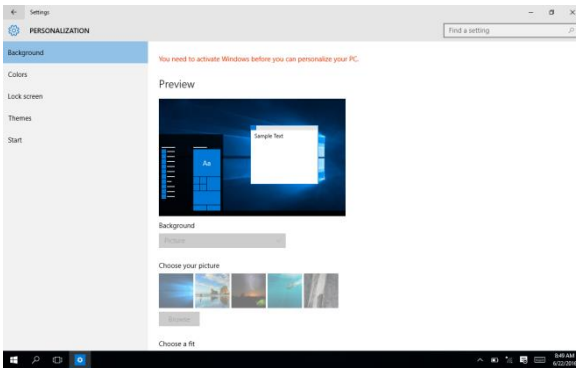 Settings
PERSONALIZATION
Find a setting
Background
Colors
Lock screen
Themes
Start
You need to activate Windows before you can personalize your PC.
Preview
Sample Text
Aa
Background
Picture
Choose your picture
Browse
Choose a fit
8:49 AM
6/22/2016